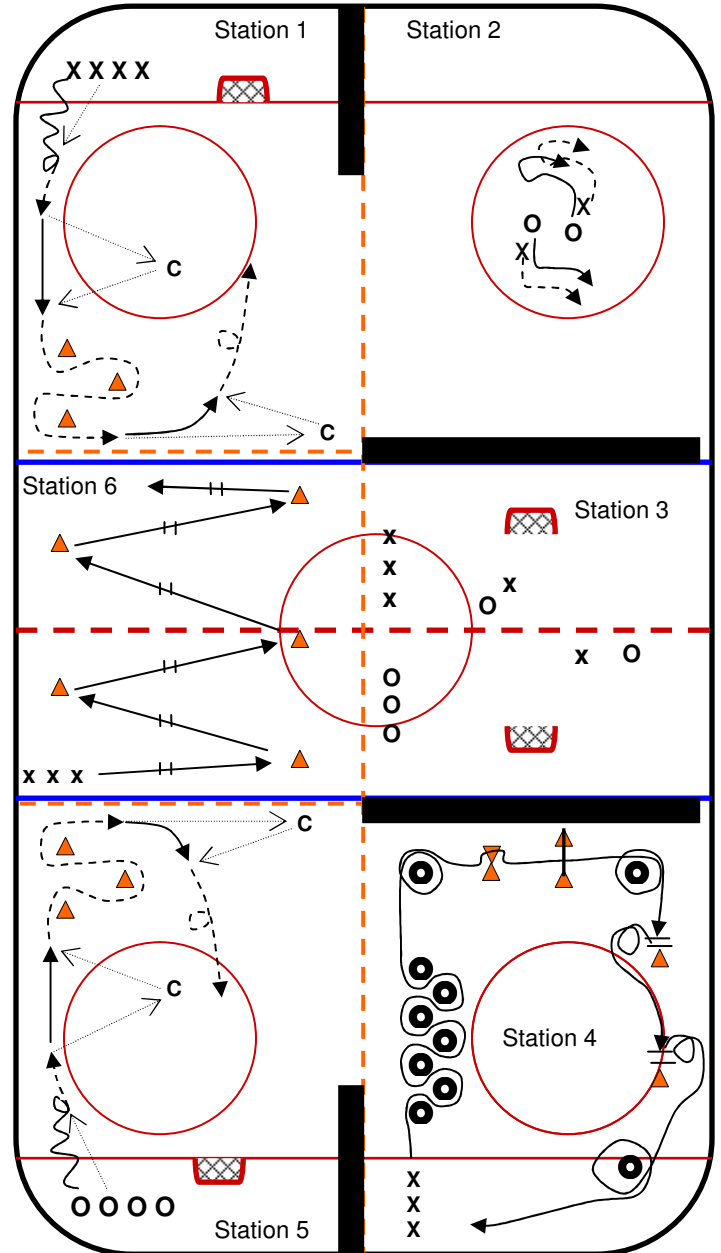 Station 1
Station 2
X X X X
X
C
O
O
X
C
Station 6
Station 3
X
X
X
X
O
X
O
O
O
O
X X X
C
C
Station 4
O O O O
Station 5
X
X
X